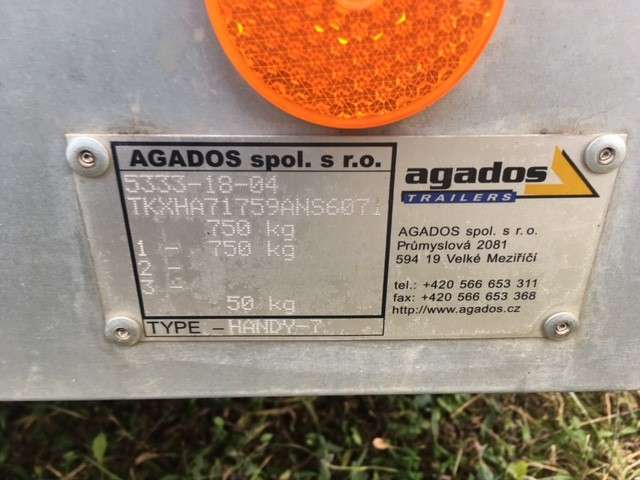 AGADOS spol. s r.o.
5333-18-04
TKXHA71759ANS6071
750 kg
1 - 750 kg
2 -
3 -
50 kg
TYPE - HANDY-7
agados
TRAILERS
AGADOS spol. s r. o.
Průmyslová 2081
594 19 Velké Meziříčí
tel.: +420 566 653 311
fax: +420 566 653 368
http://www.agados.cz